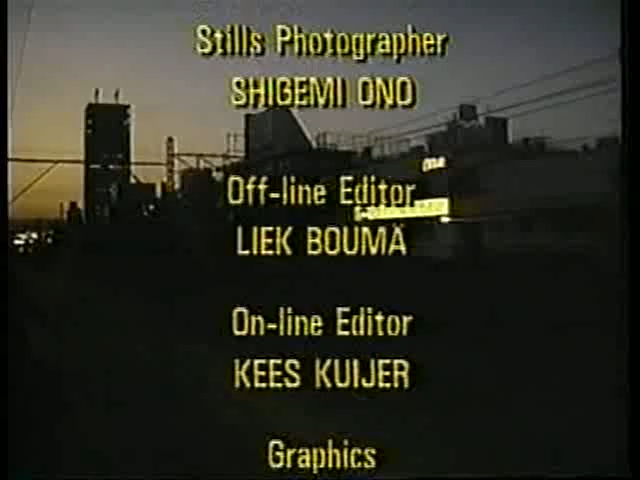 Stills Photographer
SHIGEMI ONO
Off-line Editor
LIEK BOUMA
On-line Editor
KEES KUIJER
Graphics